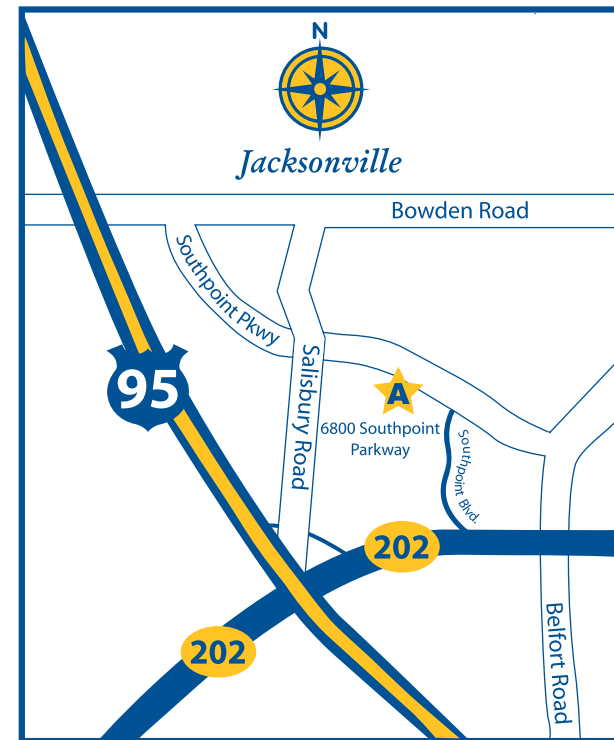 N
Jacksonville
Bowden Road
Southpoint Pkwy
Salisbury Road
95
A
6800 Southpoint
Parkway
Southpoint Blvd.
202
202
Belfort Road